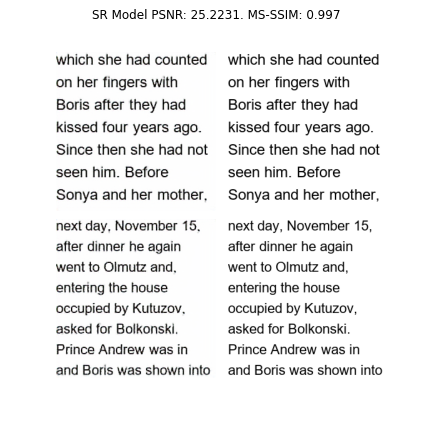 SR Model PSNR: 25.2231. MS-SSIM: 0.997
which she had counted
on her fingers with
Boris after they had
kissed four years ago.
Since then she had not
seen him. Before
Sonya and her mother,
which she had counted
on her fingers with
Boris after they had
kissed four years ago.
Since then she had not
seen him. Before
Sonya and her mother,
next day, November 15,
after dinner he again
went to Olmutz and,
entering the house
occupied by Kutuzov,
asked for Bolkonski.
Prince Andrew was in
and Boris was shown into
next day, November 15,
after dinner he again
went to Olmutz and,
entering the house
occupied by Kutuzov,
asked for Bolkonski.
Prince Andrew was in
and Boris was shown into